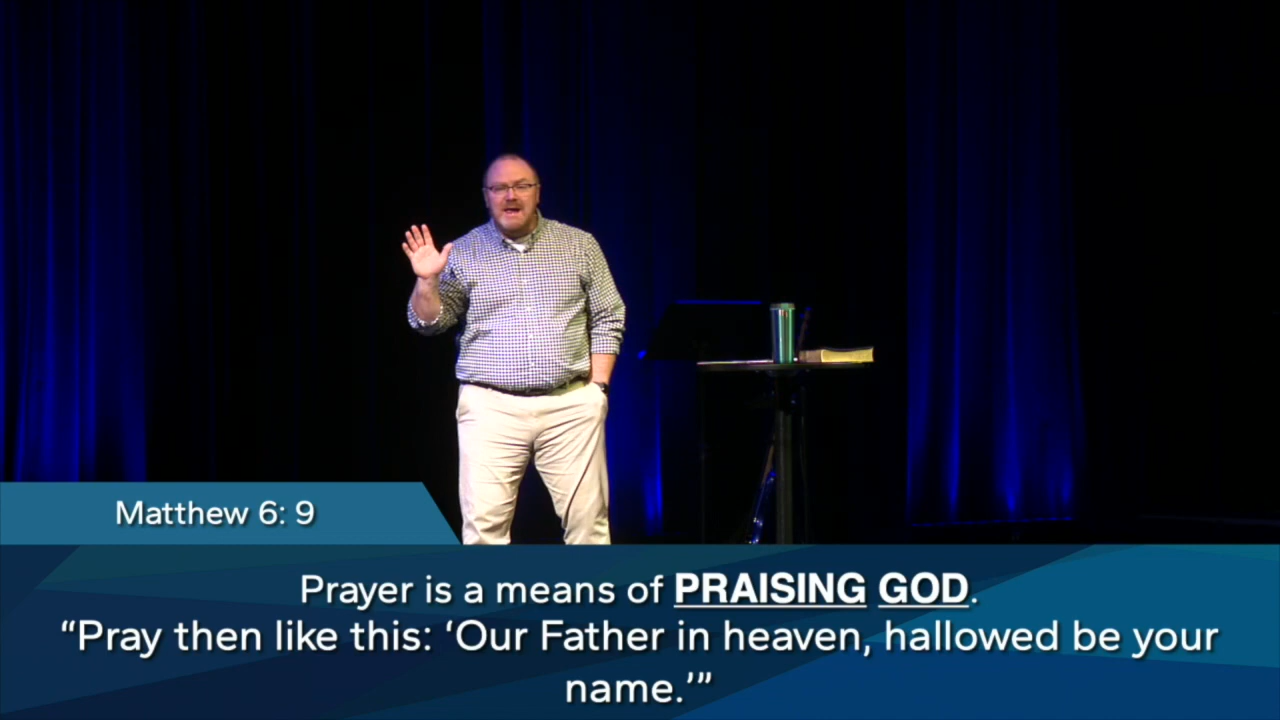 Matthew 6: 9
Prayer is a means of PRAISING GOD.
“Pray then like this: ‘Our Father in heaven, hallowed be your
name.’”